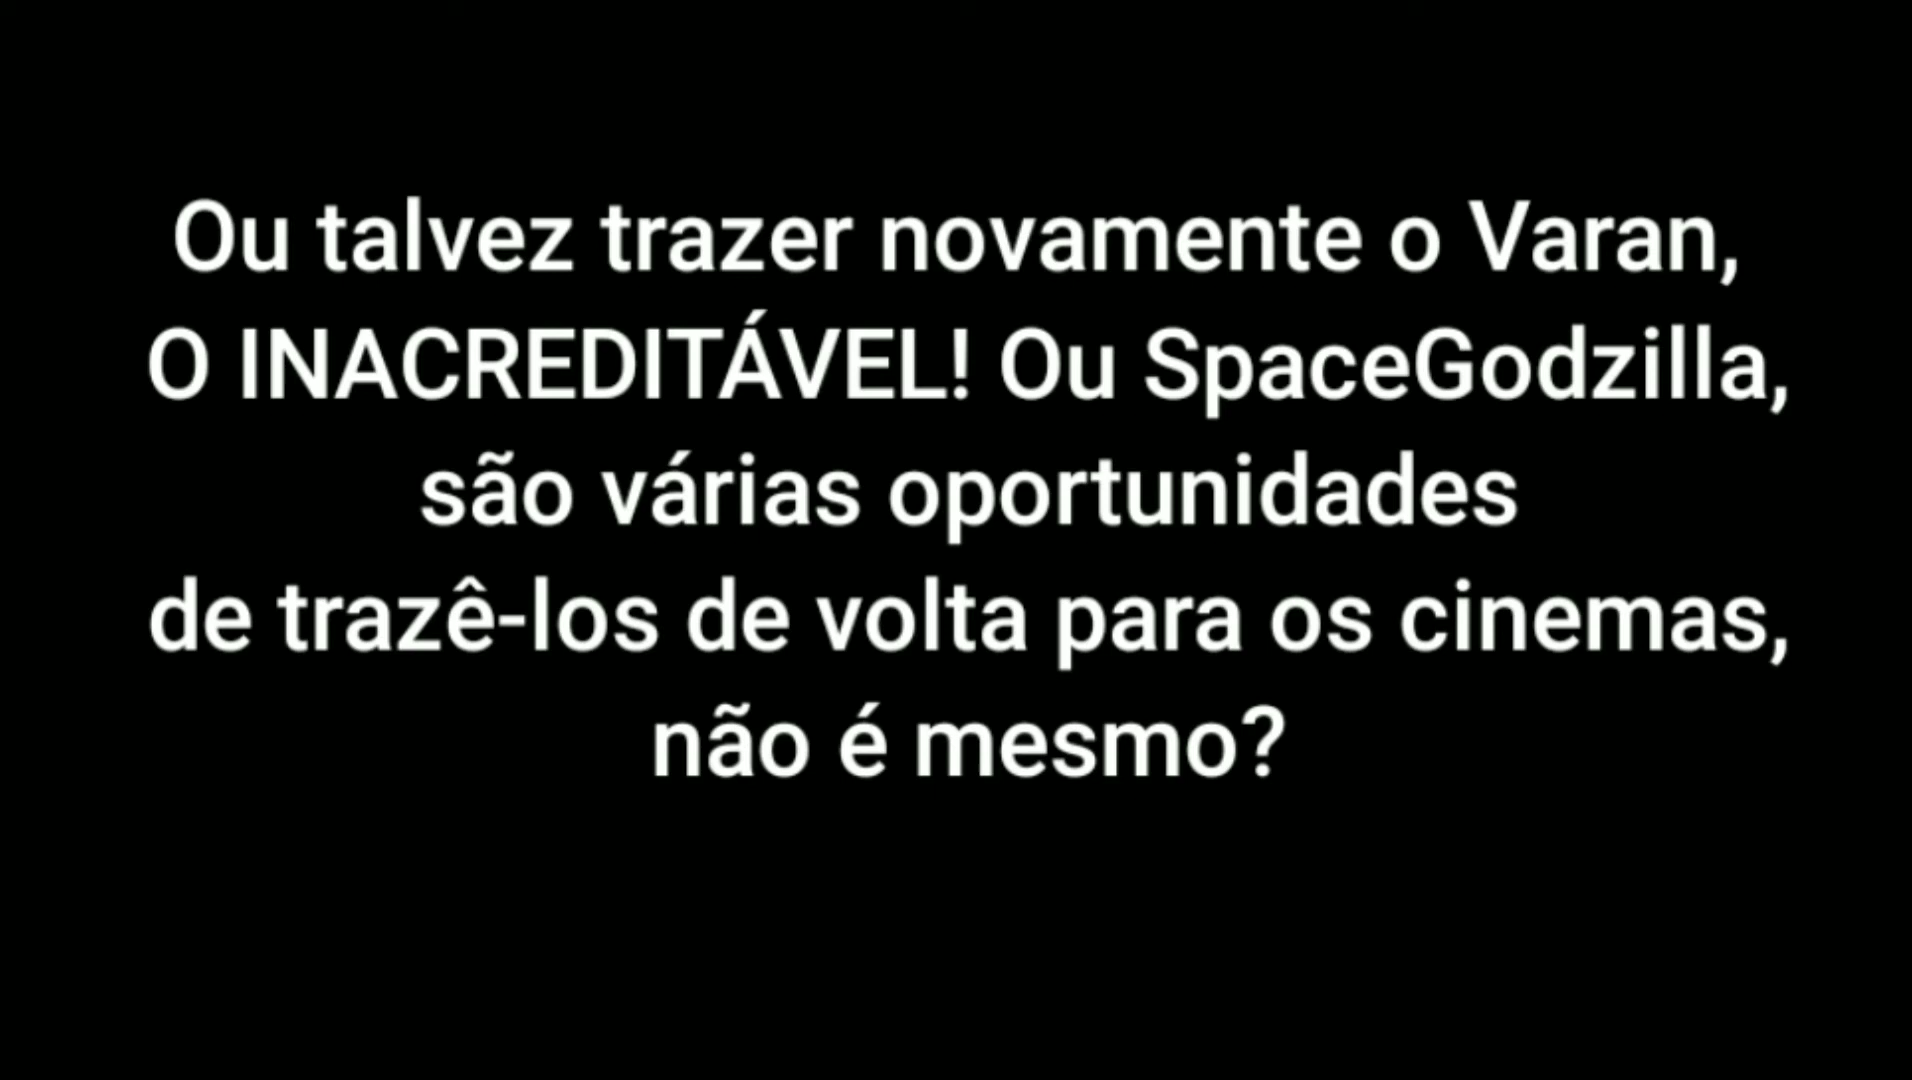 Ou talvez trazer novamente o Varan,
O INACREDITÁVEL! Ou SpaceGodzilla,
são várias oportunidades
de trazê-los de volta para os cinemas,
não é mesmo?